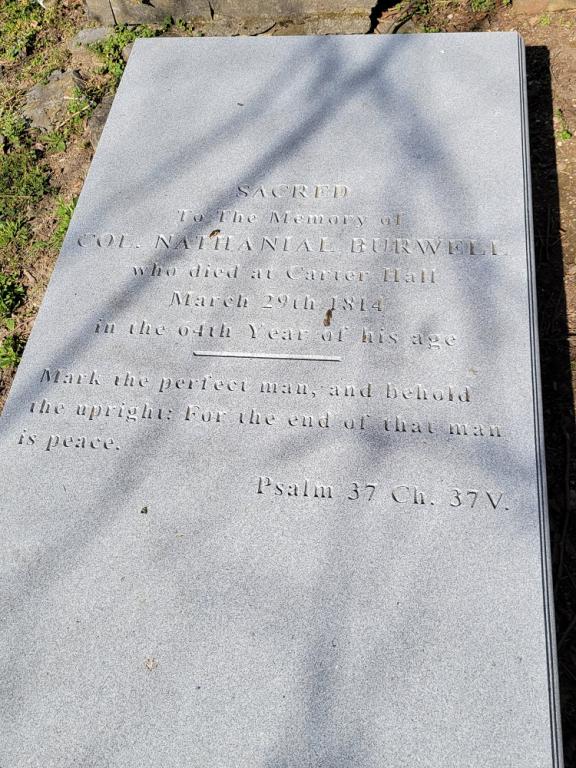 SACRED
To The Memory of
COL. NATHANIAL BURWELL
who died at Carter Hall
March 29th 1814
in the 64th Year of his age
Mark the perfect man, and behold
the upright: For the end of that man
is peace.
Psalm 37 Ch. 37V.